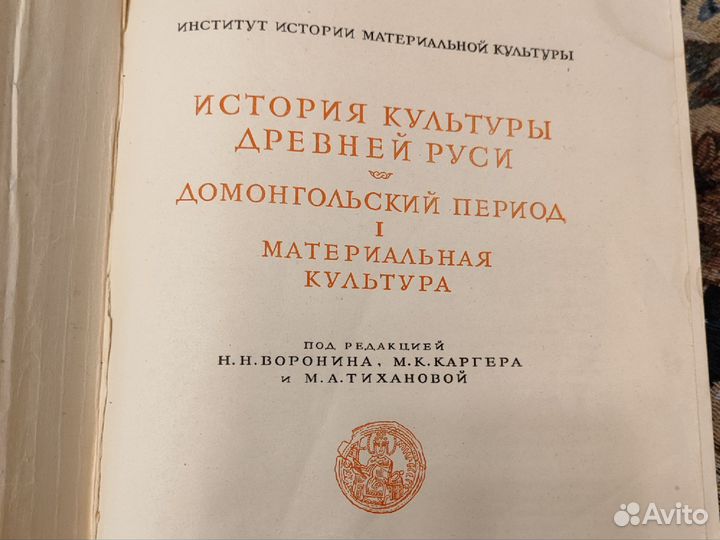 ИНСТИТУТ ИСТОРИИ МАТЕРИАЛЬНОЙ КУЛЬТУРЫ
ИСТОРИЯ КУЛЬТУРЫ
ДРЕВНЕЙ РУСИ
ДОМОНГОЛЬСКИЙ ПЕРИОД
I
МАТЕРИАЛЬНАЯ
КУЛЬТУРА
ПОД РЕДАКЦИЕЙ
Н. Н. ВОРОНИНА, М. К. КАРГЕРА
И М. А. ТИХАНОВОЙ
Avito